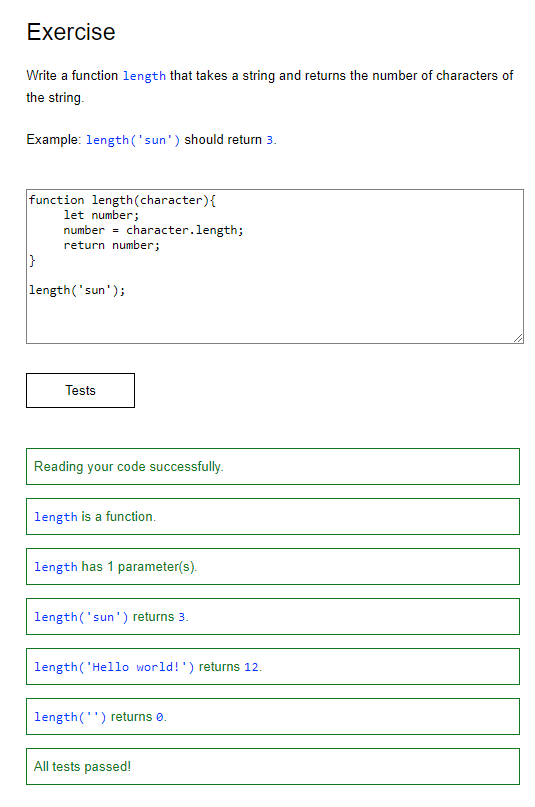 Exercise
Write a function length that takes a string and returns the number of characters of
the string.
Example: length('sun') should return 3.
function length(character){
let number;
number = character.length;
return number;
}
length('sun');
Tests
Reading your code successfully.
length is a function.
length has 1 parameter(s).
length('sun') returns 3.
length('Hello world!') returns 12.
length('') returns 0.
All tests passed!